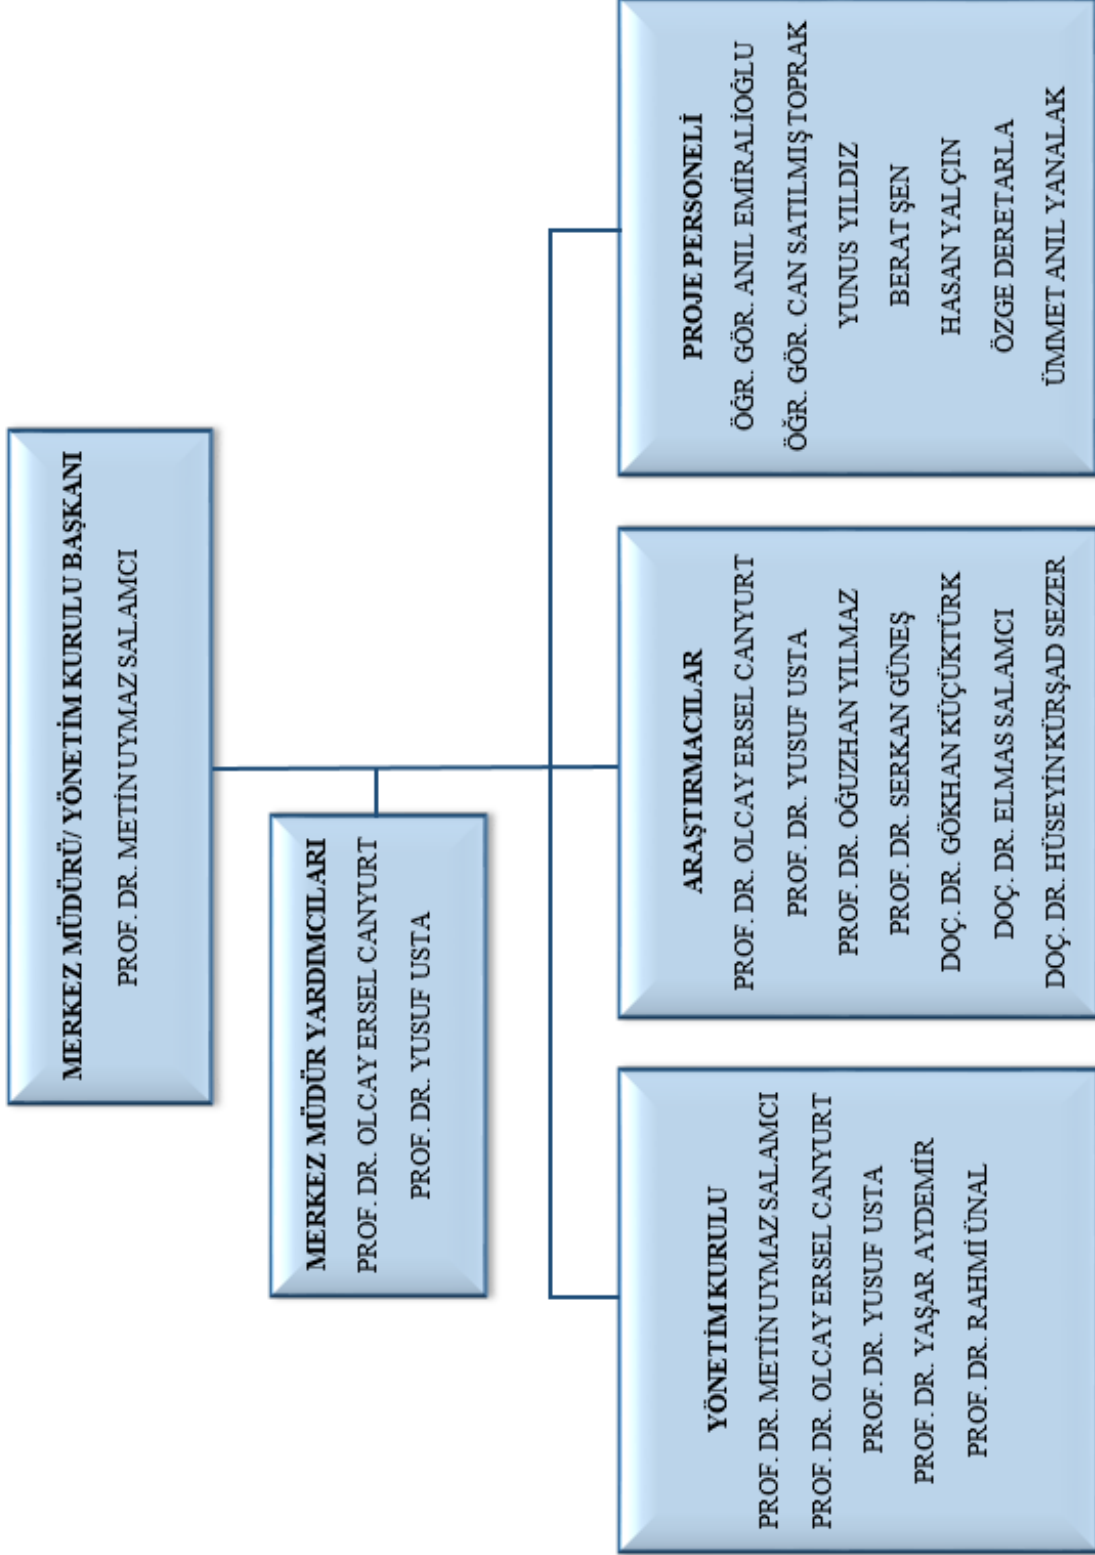 MERKEZ MÜDÜRÜ/ YÖNETİM KURULU BAŞKANI
PROF. DR. METİN UYMAZ SALAMCI
MERKEZ MÜDÜR YARDIMCILARI
PROF. DR. OLCAY ERSEL CANYURT
PROF. DR. YUSUF USTA
YÖNETİM KURULU
PROF. DR. METİN UYMAZ SALAMCI
PROF. DR. OLCAY ERSEL CANYURT
PROF. DR. YUSUF USTA
PROF. DR. YAŞAR AYDEMİR
PROF. DR. RAHMİ ÜNAL
ARAŞTIRMACILAR
PROF. DR. OLCAY ERSEL CANYURT
PROF. DR. YUSUF USTA
PROF. DR. OĞUZHAN YILMAZ
PROF. DR. SERKAN GÜNEŞ
DOÇ. DR. GÖKHAN KÜÇÜKTÜRK
DOÇ. DR. ELMAS SALAMCI
DOÇ. DR. HÜSEYİN KÜRŞAD SEZER
PROJE PERSONELİ
ÖĞR. GÖR. ANIL EMİRALİOĞLU
ÖĞR. GÖR. CAN SATILMIŞ TOPRAK
YUNUS YILDIZ
BERAT ŞEN
HASAN YALÇIN
ÖZGE DERETARLA
ÜMMET ANIL YANALAK